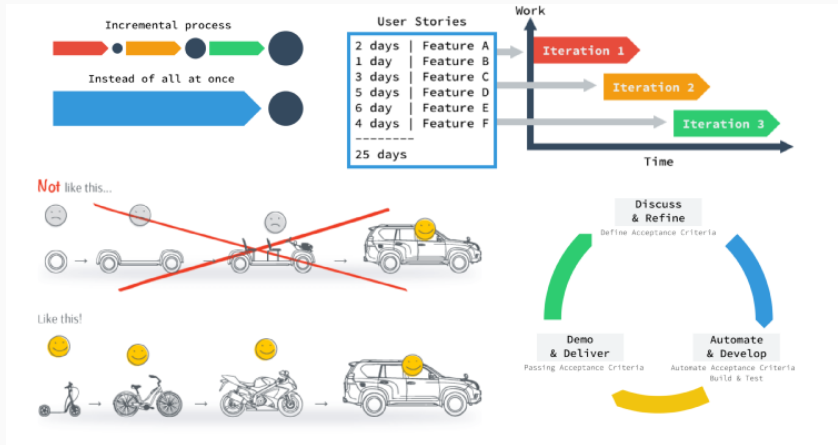 Incremental process
Instead of all at once
User Stories
2 days | Feature A
1 day | Feature B
3 days | Feature C
5 days | Feature D
6 day | Feature E
4 days | Feature F
--------
25 days
Work
Iteration 1
Iteration 2
Iteration 3
Time
Not like this...
Like this!
Discuss
& Refine
Define Acceptance Criteria
Automate
& Develop
Automate Acceptance Criteria
Build & Test
Demo
& Deliver
Passing Acceptance Criteria